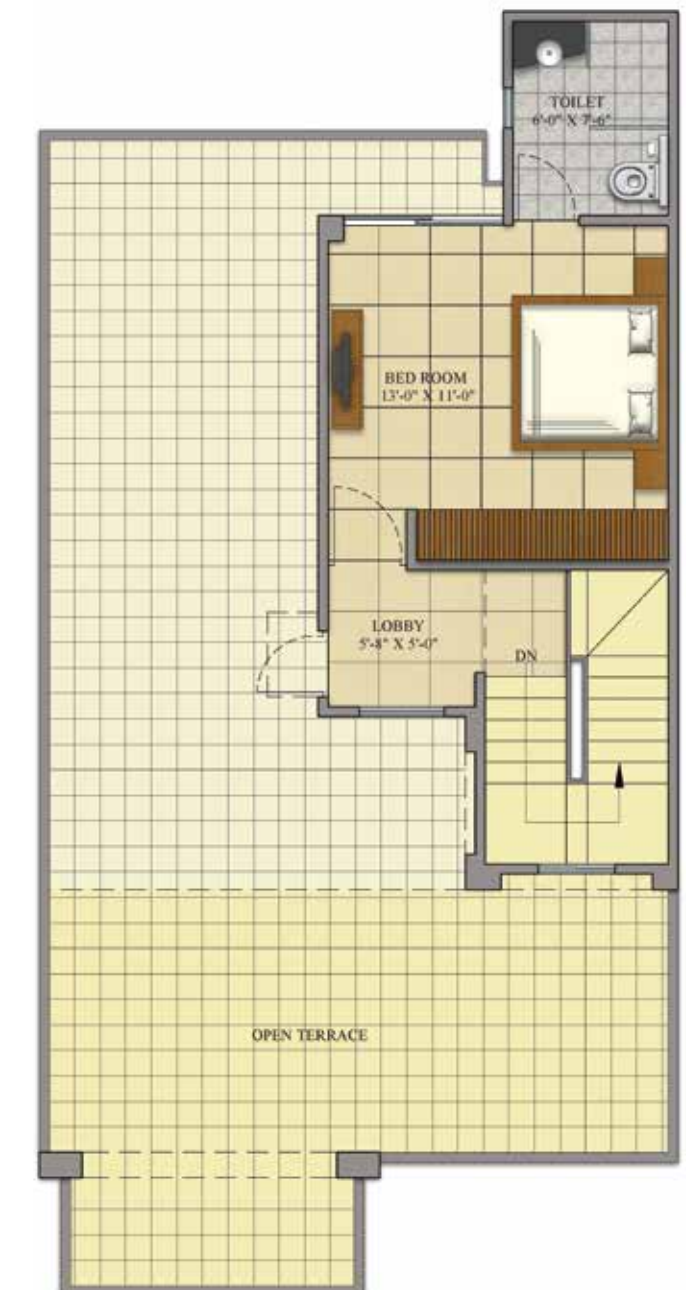 TOILET
6'-0" X 7'-6"
BED ROOM
13'-0" X 11'-0"
LOBBY
5'-8" X 5'-0"
DN
OPEN TERRACE